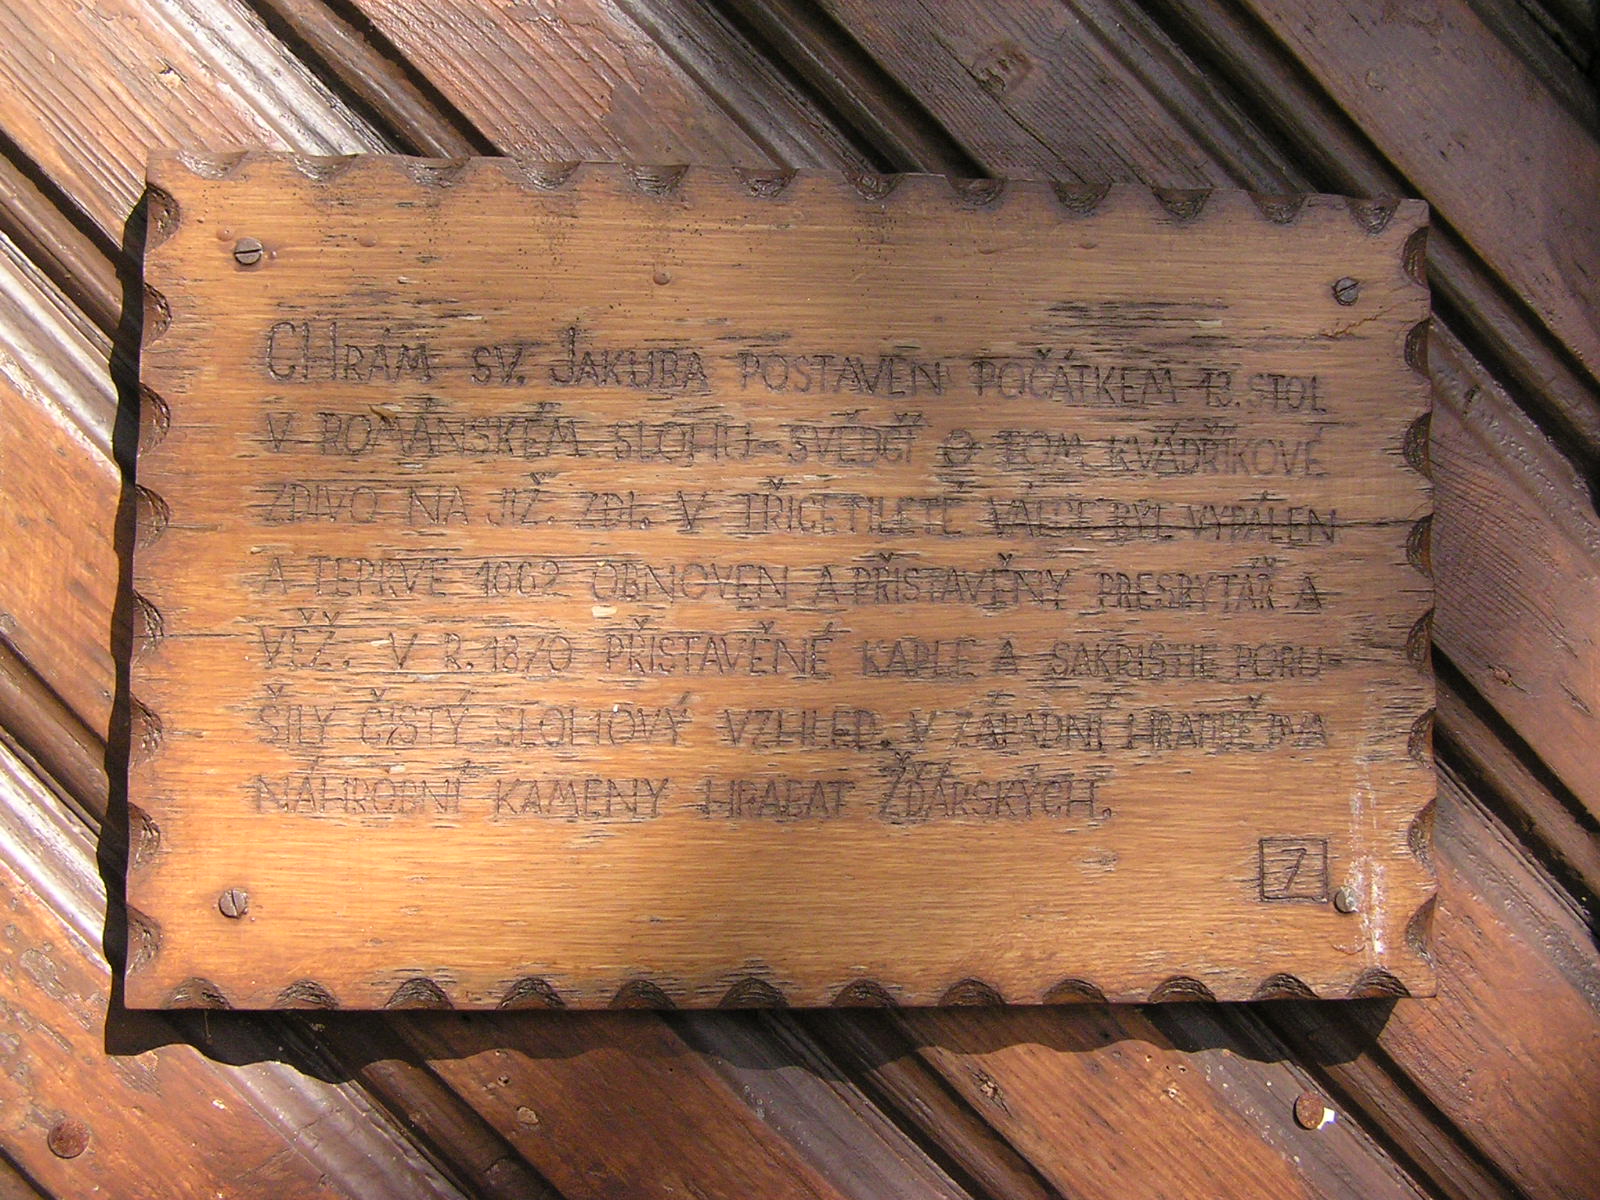 CHRÁM SV. JAKUBA POSTAVEN POČÁTKEM 13. STOL
V ROMÁNSKÉM SLOHU - SVĚDČÍ O TOM KVÁDŘÍKOVÉ
ZDIVO NA JIŽ. ZDI. V TŘICETILETÉ VÁLCE BYL VYPÁLEN
A TEPRVE 1662 OBNOVEN A PŘISTAVĚNY PRESBYTÁŘ A
VĚŽ. V R. 1870 PŘISTAVĚNÉ KAPLE A SAKRISTIE PORU-
ŠILY ČISTÝ SLOHOVÝ VZHLED. V ZÁPADNÍ HRADBĚ DVA
NÁHROBNÍ KAMENY HRABAT ŽĎÁRSKÝCH.
7